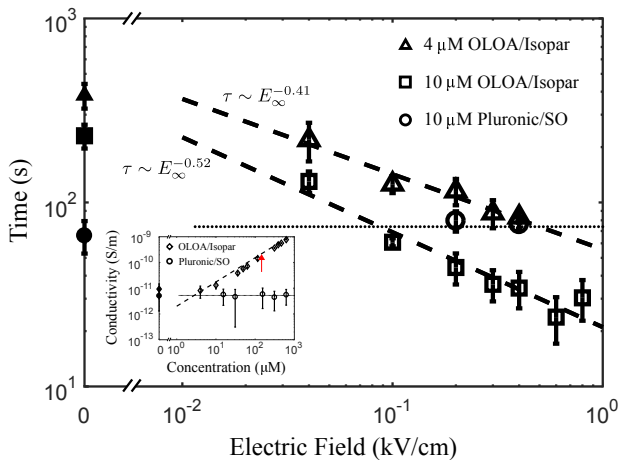 10^3
10^2
10^1
Time (s)
△ 4 µM OLOA/Isopar
□ 10 µM OLOA/Isopar
○ 10 µM Pluronic/SO
τ ∼ E_∞^{-0.41}
τ ∼ E_∞^{-0.52}
Conductivity (S/m)
10^-9
10^-10
10^-11
10^-12
10^-13
◇ OLOA/Isopar
○ Pluronic/SO
0 10^0 10^1 10^2 10^3
Concentration (µM)
0 10^-2 10^-1 10^0
Electric Field (kV/cm)